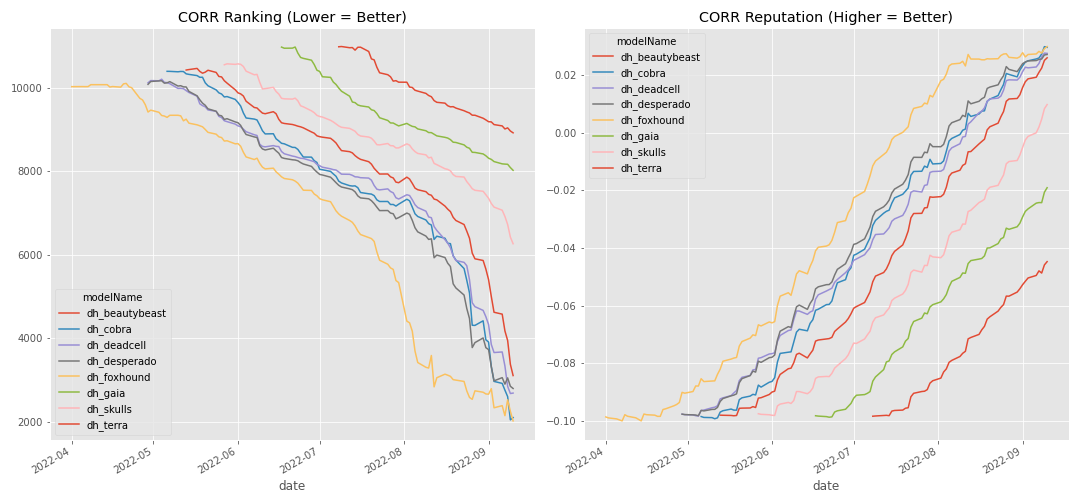 CORR Ranking (Lower = Better)
10000
8000
6000
4000
2000
modelName
dh_beautybeast
dh_cobra
dh_deadcell
dh_desperado
dh_foxhound
dh_gaia
dh_skulls
dh_terra
2022-04
2022-05
2022-06
2022-07
2022-08
2022-09
date
CORR Reputation (Higher = Better)
modelName
dh_beautybeast
dh_cobra
dh_deadcell
dh_desperado
dh_foxhound
dh_gaia
dh_skulls
dh_terra
0.02
0.00
−0.02
−0.04
−0.06
−0.08
−0.10
2022-04
2022-05
2022-06
2022-07
2022-08
2022-09
date